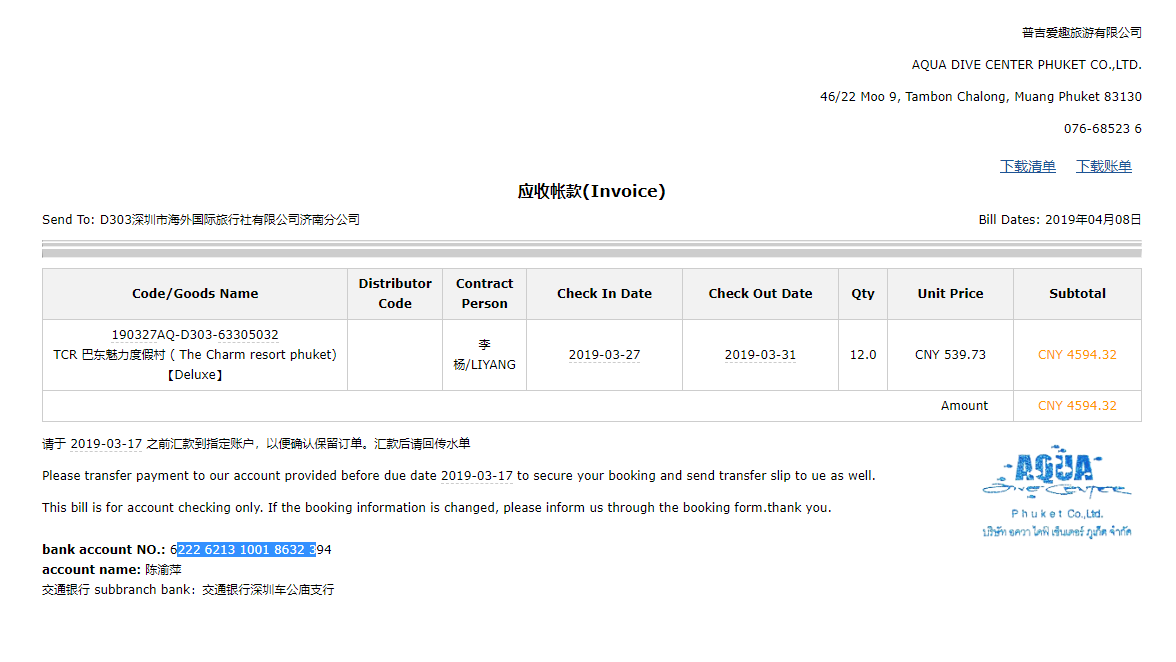 普吉爱趣旅游有限公司
AQUA DIVE CENTER PHUKET CO.,LTD.
46/22 Moo 9, Tambon Chalong, Muang Phuket 83130
076-68523 6
下载清单 下载账单
应收帐款(Invoice)
Send To: D303深圳市海外国际旅行社有限公司济南分公司 Bill Dates: 2019年04月08日
Code/Goods Name Distributor Code Contract Person Check In Date Check Out Date Qty Unit Price Subtotal
190327AQ-D303-63305032
TCR 巴东魅力度假村 ( The Charm resort phuket)
【Deluxe】
李
杨/LIYANG
2019-03-27 2019-03-31 12.0 CNY 539.73 CNY 4594.32
Amount CNY 4594.32
请于 2019-03-17 之前汇款到指定账户，以便确认保留订单。汇款后请回传水单
Please transfer payment to our account provided before due date 2019-03-17 to secure your booking and send transfer slip to ue as well.
This bill is for account checking only. If the booking information is changed, please inform us through the booking form.thank you.
AQUA
Dive Center
Phuket Co.,Ltd.
บริษัท อควา ไดฟ์ เซ็นเตอร์ ภูเก็ต จำกัด
bank account NO.: 6222 6213 1001 8632 394
account name: 陈渝萍
交通银行 subbranch bank：交通银行深圳车公庙支行